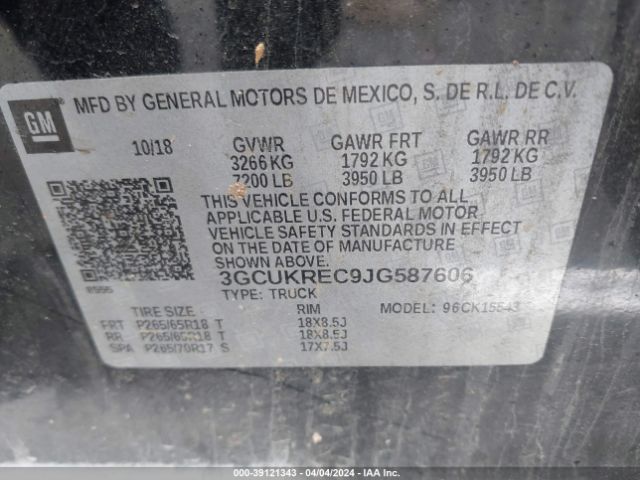 GM
MFD BY GENERAL MOTORS DE MEXICO, S. DE R.L. DE C.V.
10/18 GVWR GAWR FRT GAWR RR
3266 KG 1792 KG 1792 KG
7200 LB 3950 LB 3950 LB
THIS VEHICLE CONFORMS TO ALL
APPLICABLE U.S. FEDERAL MOTOR
VEHICLE SAFETY STANDARDS IN EFFECT
ON THE DATE OF MANUFACTURE
SHOWN ABOVE.
3GCUKREC9JG587606
TYPE: TRUCK MODEL: 96CK15543
TIRE SIZE RIM
FRT P265/65R18 T 18X8.5J
RR P265/65R18 T 18X8.5J
SPA P265/70R17 S 17X7.5J
000-39121343 - 04/04/2024 - IAA Inc.